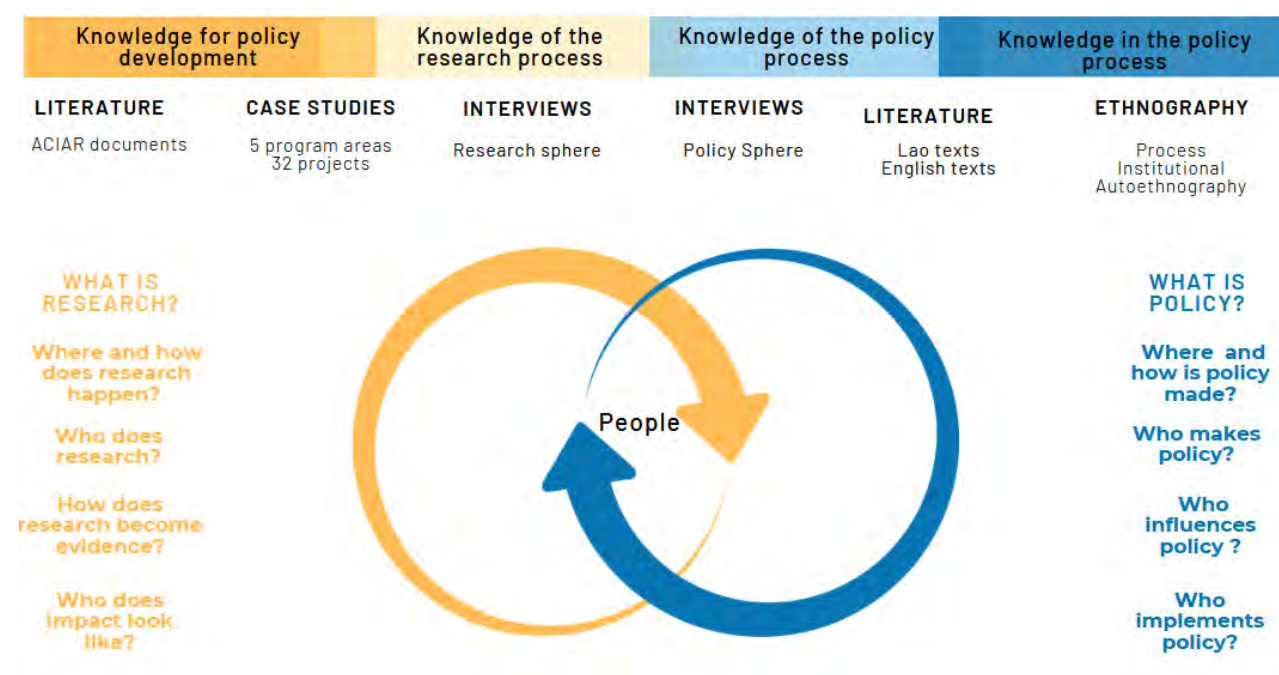 Knowledge for policy
development
Knowledge of the
research process
Knowledge of the policy
process
Knowledge in the policy
process
LITERATURE
ACIAR documents
CASE STUDIES
5 program areas
32 projects
INTERVIEWS
Research sphere
INTERVIEWS
Policy Sphere
LITERATURE
Lao texts
English texts
ETHNOGRAPHY
Process
Institutional
Autoethnography
WHAT IS
RESEARCH?
Where and how
does research
happen?
Who does
research?
How does
research become
evidence?
Who does
impact look
like?
People
WHAT IS
POLICY?
Where and
how is policy
made?
Who makes
policy?
Who
influences
policy ?
Who
implements
policy?